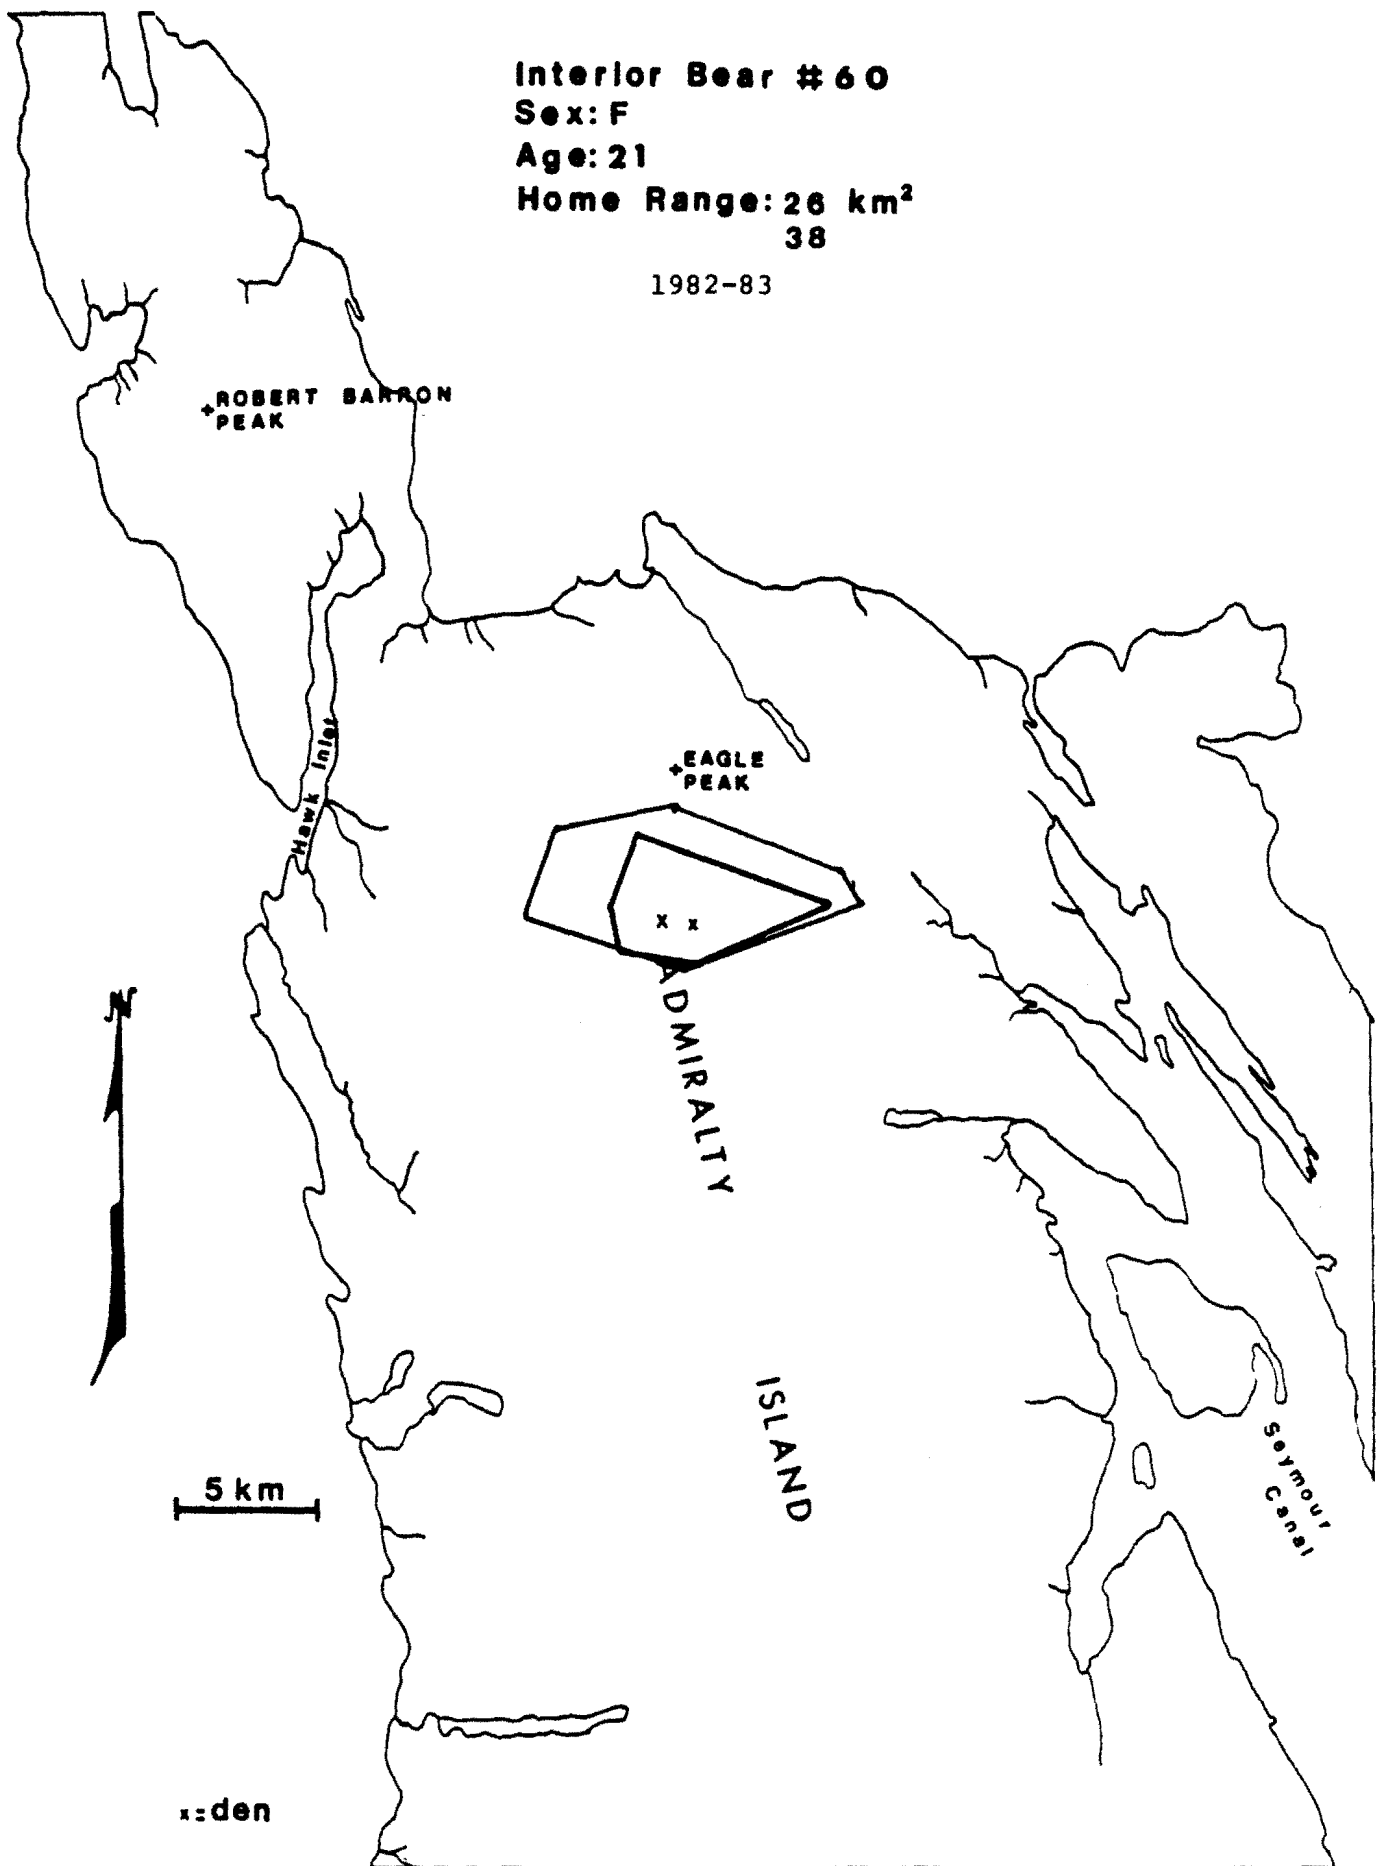 Interior Bear #60
Sex: F
Age: 21
Home Range: 26 km²
38
1982-83
+ROBERT BARRON
PEAK
Hawk Inlet
+EAGLE
PEAK
x x
ADMIRALTY
N
ISLAND
Seymour
Canal
5 km
x=den